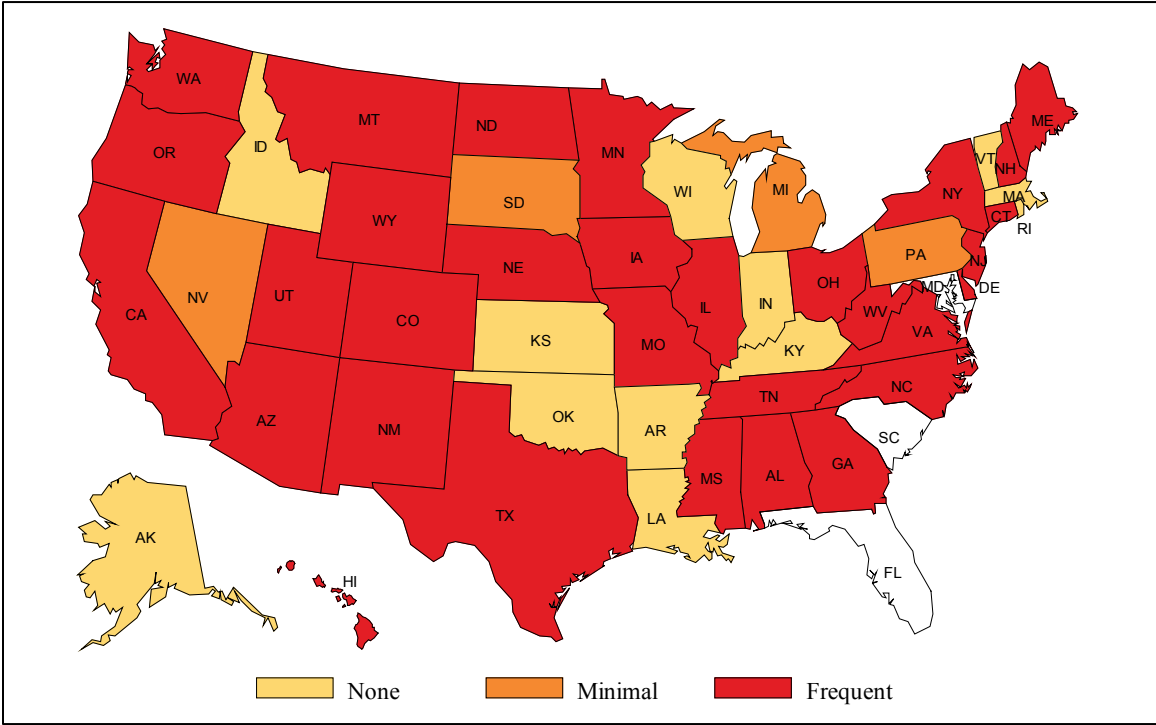 WA
MT
ND
MN
ME
OR
ID
SD
WI
MI
VT
NH
NY
MA
CT
RI
WY
IA
NE
PA
NJ
NV
UT
CO
IL
IN
OH
MD
DE
WV
VA
CA
KS
MO
KY
AZ
NM
OK
AR
TN
NC
SC
MS
AL
GA
TX
LA
AK
HI
FL
None
Minimal
Frequent